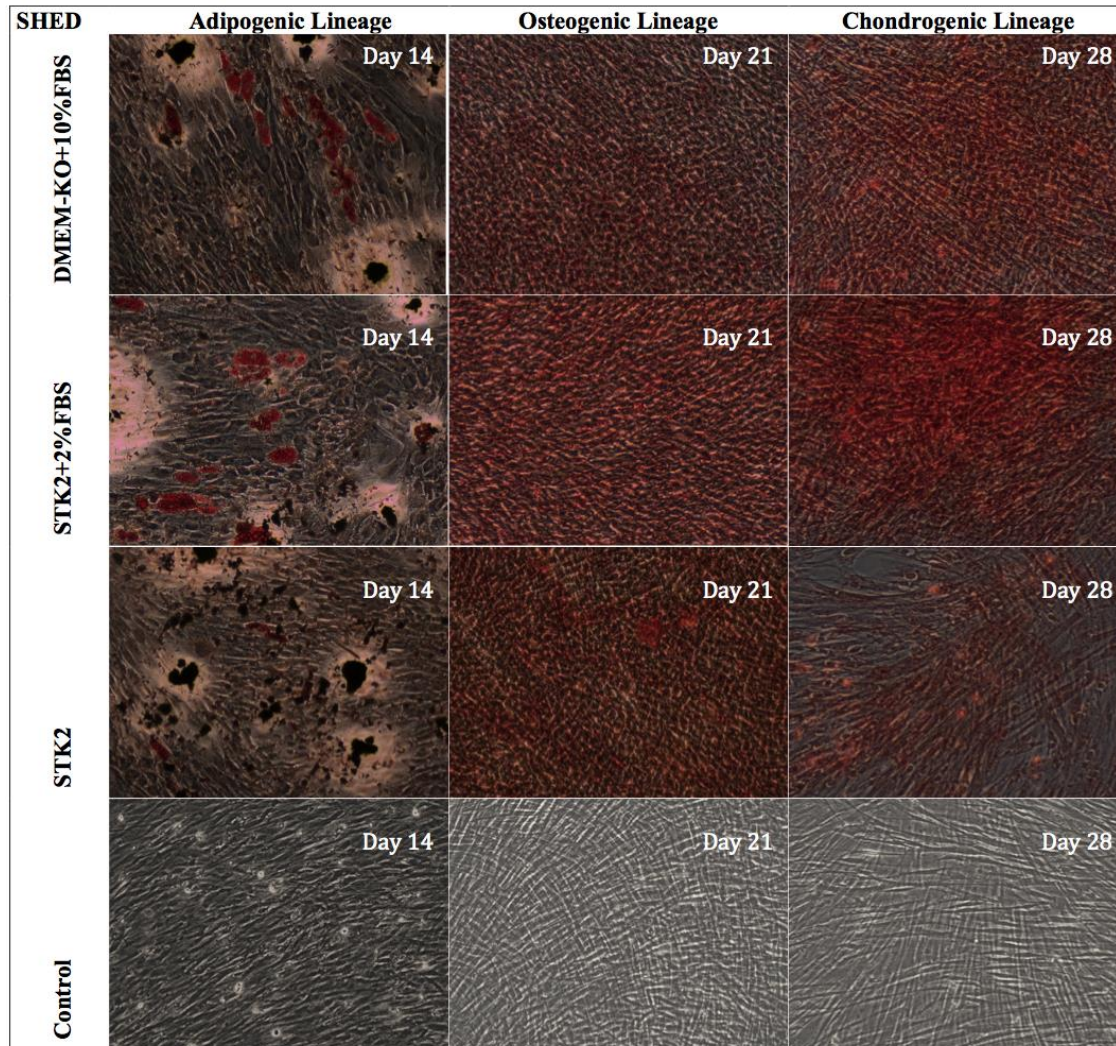 SHED
Adipogenic Lineage
Osteogenic Lineage
Chondrogenic Lineage
DMEM-KO+10%FBS
Day 14
Day 21
Day 28
STK2+2%FBS
Day 14
Day 21
Day 28
STK2
Day 14
Day 21
Day 28
Control
Day 14
Day 21
Day 28